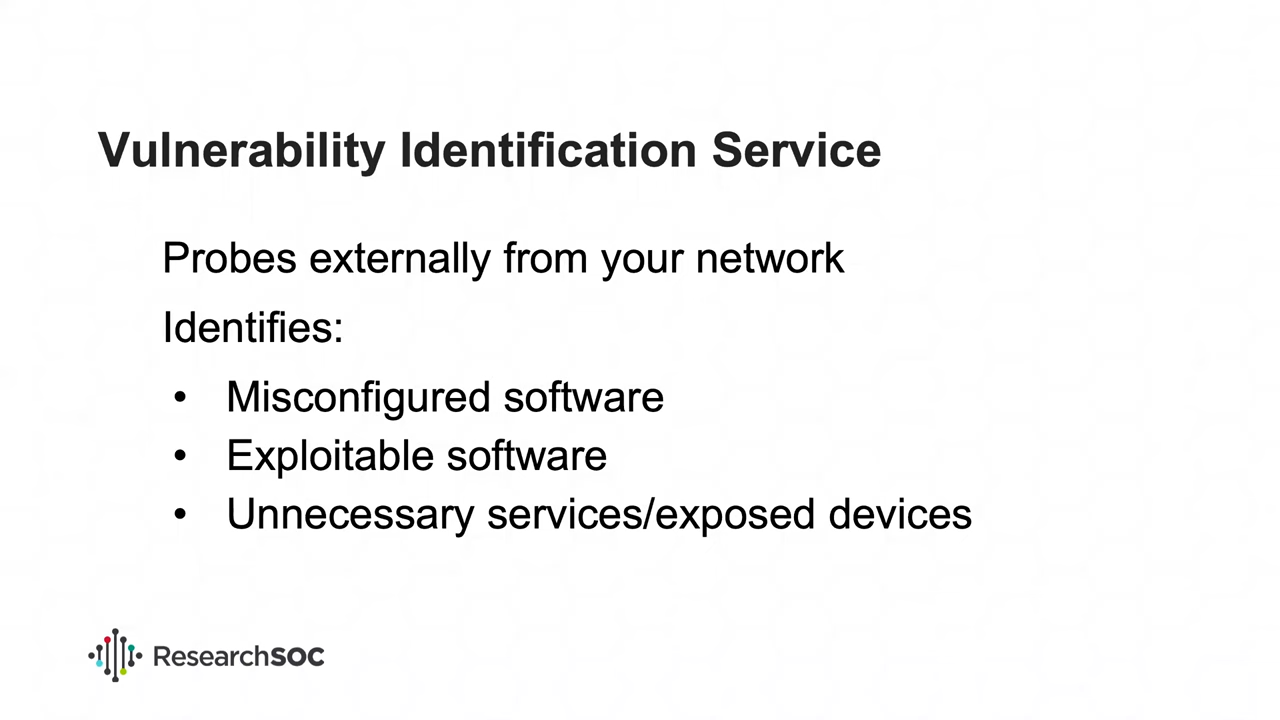 Vulnerability Identification Service
Probes externally from your network
Identifies:
• Misconfigured software
• Exploitable software
• Unnecessary services/exposed devices
ResearchSOC